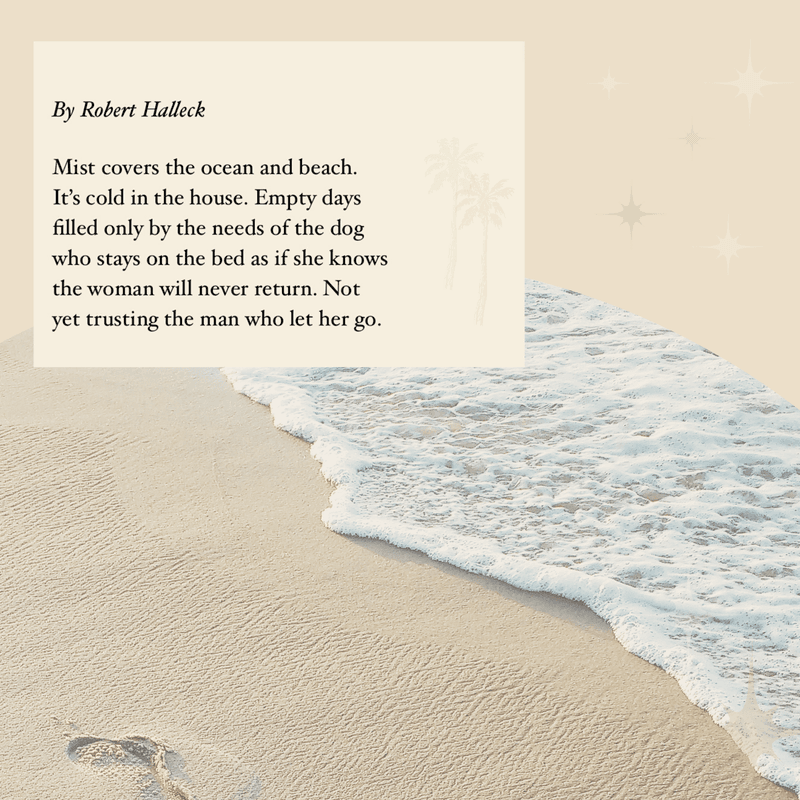 By Robert Halleck
Mist covers the ocean and beach.
It's cold in the house. Empty days
filled only by the needs of the dog
who stays on the bed as if she knows
the woman will never return. Not
yet trusting the man who let her go.